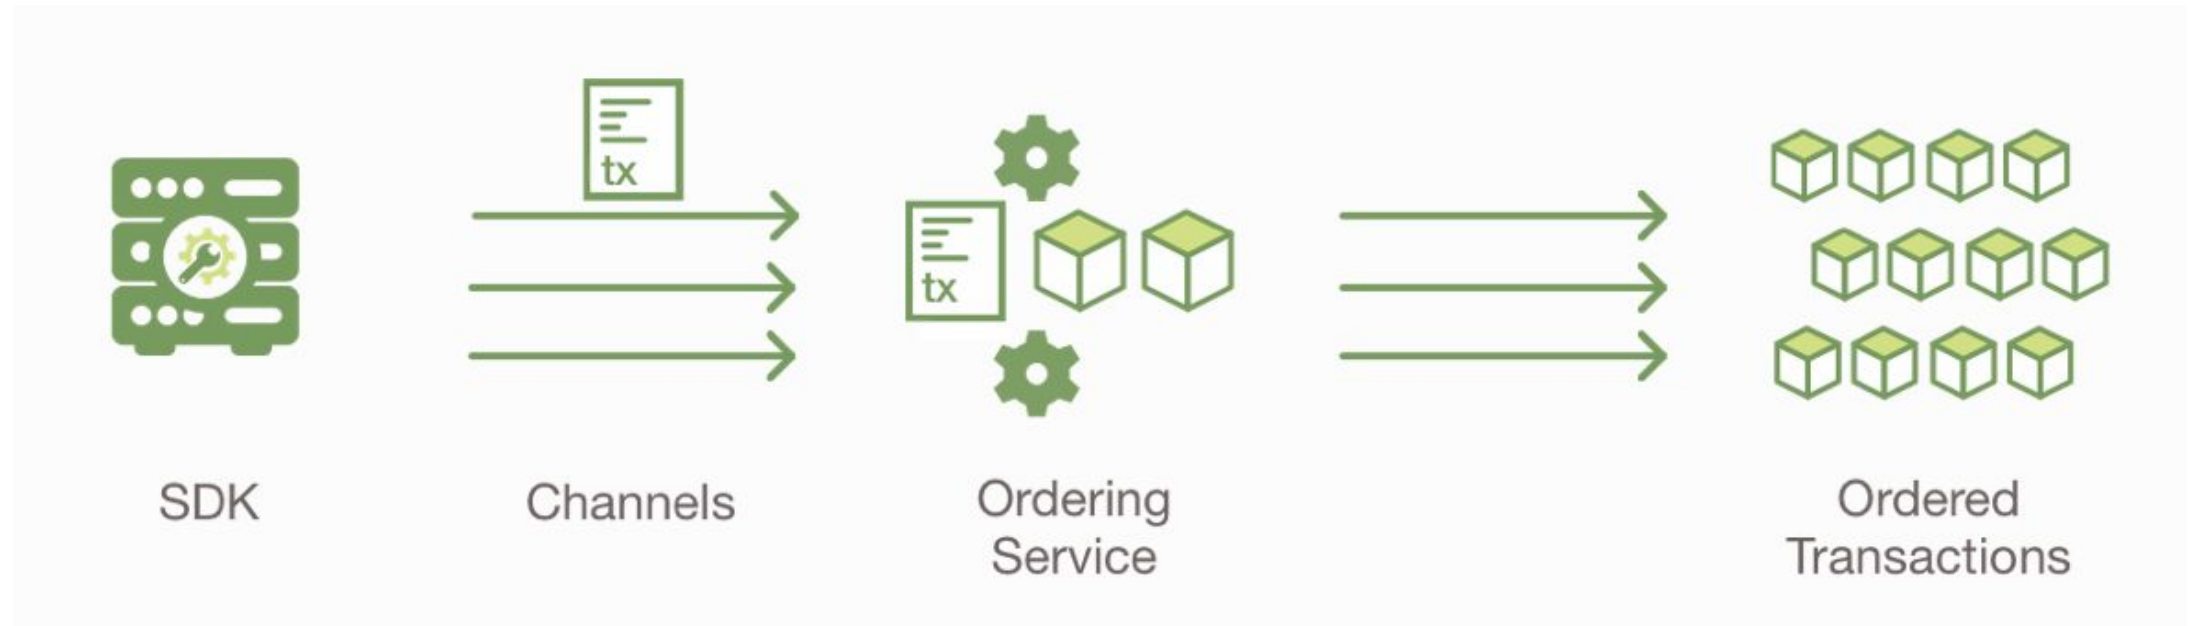 tx
tx
SDK
Channels
Ordering
Service
Ordered
Transactions